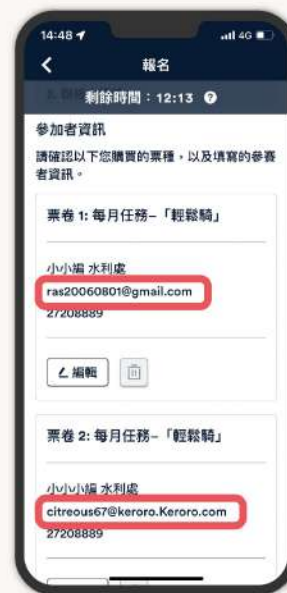 14:48
4G
報名
剩餘時間：12:13
參加者資訊
請確認以下您購買的票種，以及填寫的參賽
者資訊。
票卷 1: 每月任務–「輕鬆騎」
小小編 水利處
ras20060801@gmail.com
27208889
編輯
票卷 2: 每月任務–「輕鬆騎」
小小小編 水利處
citreous67@keroro.Keroro.com
27208889